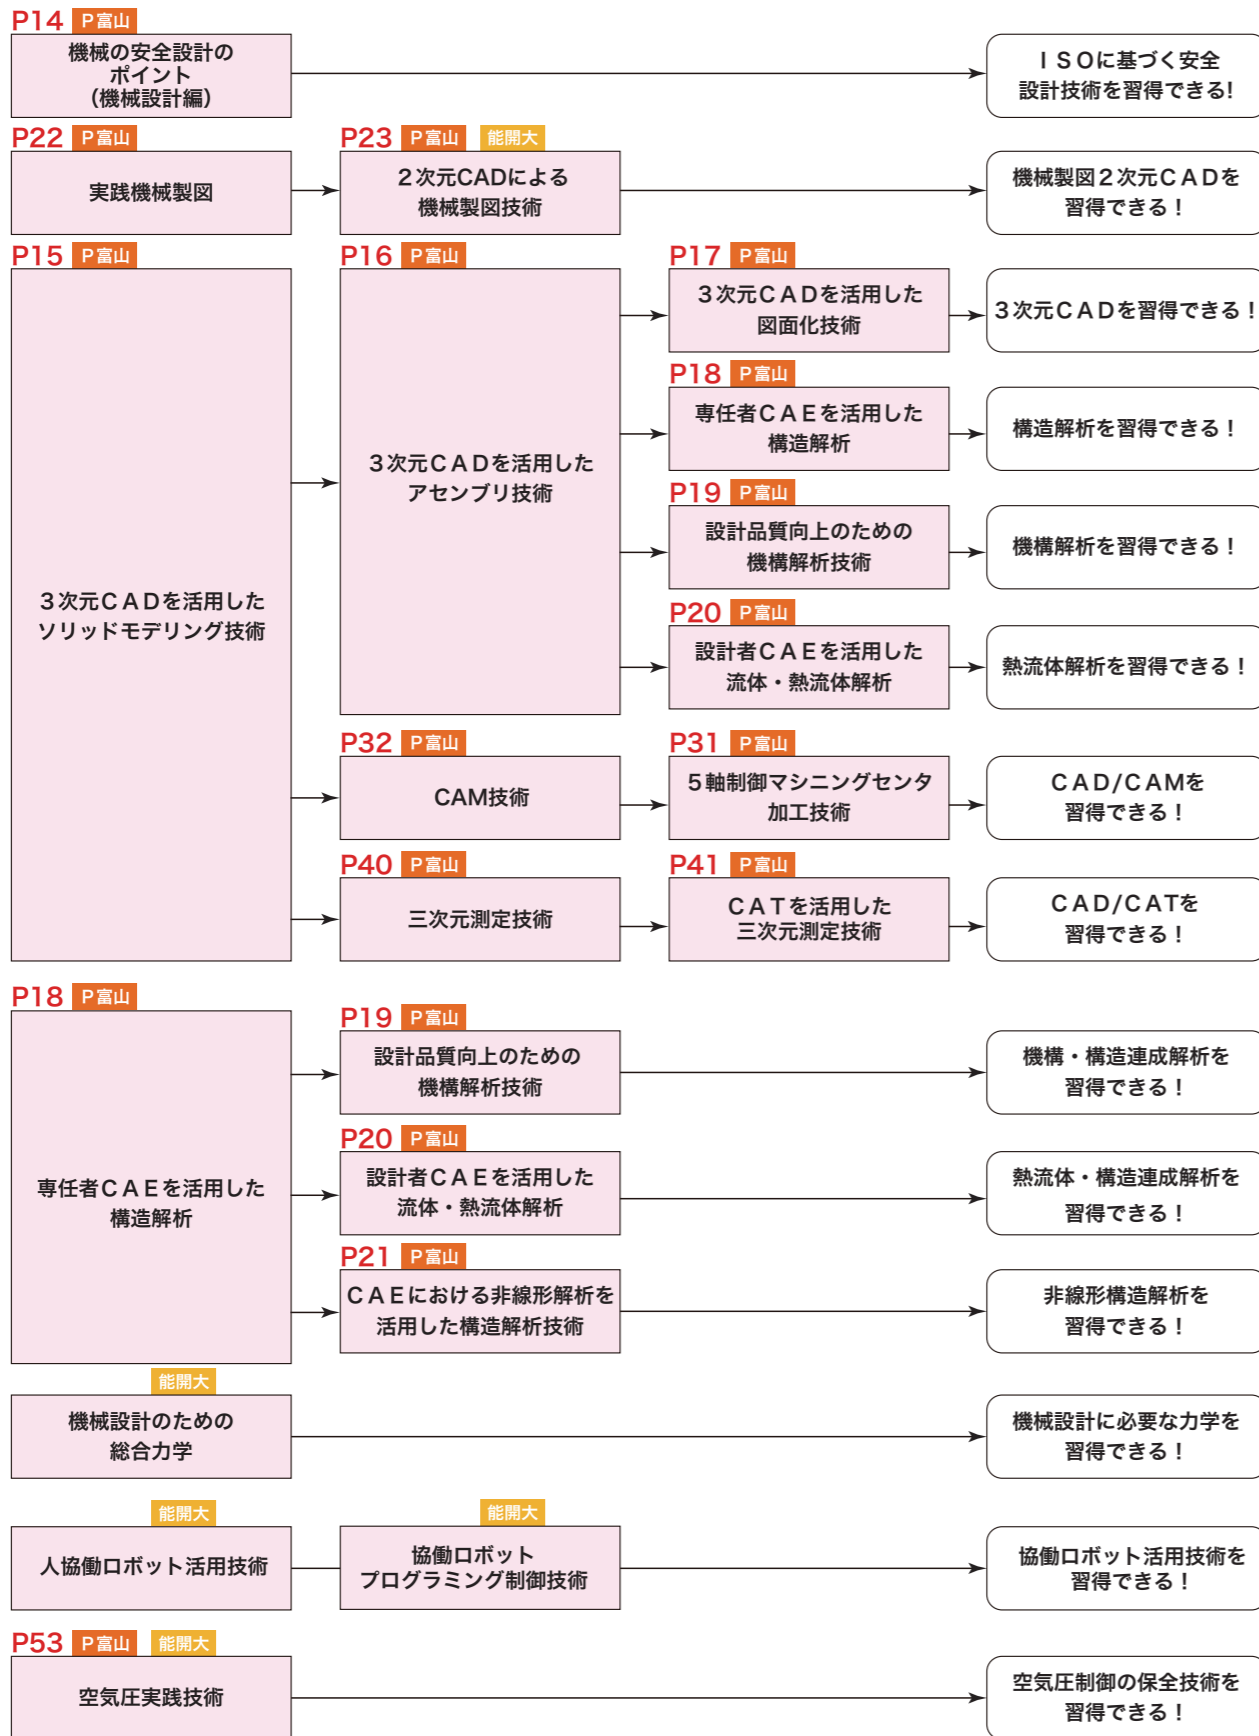 P14 P富山
機械の安全設計の
ポイント
（機械設計編）
ＩＳＯに基づく安全
設計技術を習得できる!
P22 P富山
実践機械製図
P23 P富山 能開大
２次元CADによる
機械製図技術
機械製図２次元ＣＡＤを
習得できる！
P15 P富山
３次元ＣＡＤを活用した
ソリッドモデリング技術
P16 P富山
３次元ＣＡＤを活用した
アセンブリ技術
P17 P富山
３次元ＣＡＤを活用した
図面化技術
３次元ＣＡＤを習得できる！
P18 P富山
専任者ＣＡＥを活用した
構造解析
構造解析を習得できる！
P19 P富山
設計品質向上のための
機構解析技術
機構解析を習得できる！
P20 P富山
設計者ＣＡＥを活用した
流体・熱流体解析
熱流体解析を習得できる！
P32 P富山
CAM技術
P31 P富山
５軸制御マシニングセンタ
加工技術
ＣＡＤ/ＣＡＭを
習得できる！
P40 P富山
三次元測定技術
P41 P富山
ＣＡＴを活用した
三次元測定技術
ＣＡＤ/ＣＡＴを
習得できる！
P18 P富山
専任者ＣＡＥを活用した
構造解析
P19 P富山
設計品質向上のための
機構解析技術
機構・構造連成解析を
習得できる！
P20 P富山
設計者ＣＡＥを活用した
流体・熱流体解析
熱流体・構造連成解析を
習得できる！
P21 P富山
ＣＡＥにおける非線形解析を
活用した構造解析技術
非線形構造解析を
習得できる！
能開大
機械設計のための
総合力学
機械設計に必要な力学を
習得できる！
能開大
人協働ロボット活用技術
能開大
協働ロボット
プログラミング制御技術
協働ロボット活用技術を
習得できる！
P53 P富山 能開大
空気圧実践技術
空気圧制御の保全技術を
習得できる！